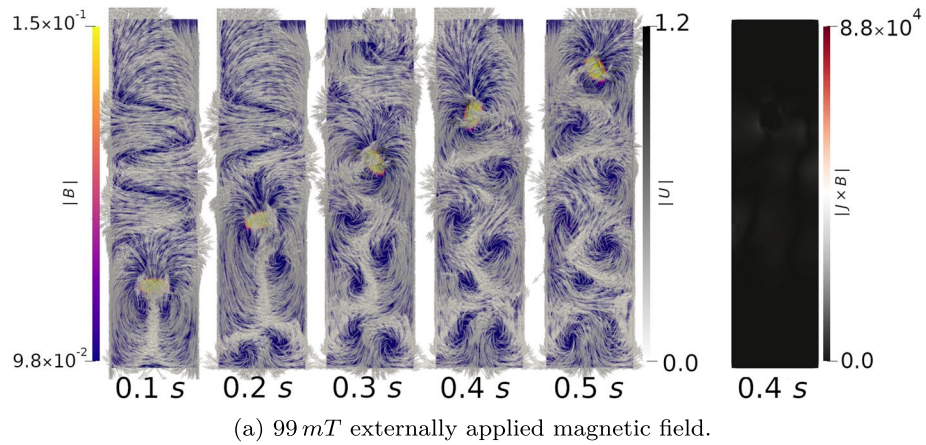 1.5×10⁻¹
|B|
9.8×10⁻²
0.1 s
0.2 s
0.3 s
0.4 s
0.5 s
1.2
|U|
0.0
0.4 s
8.8×10⁴
|J × B|
0.0
(a) 99 mT externally applied magnetic field.